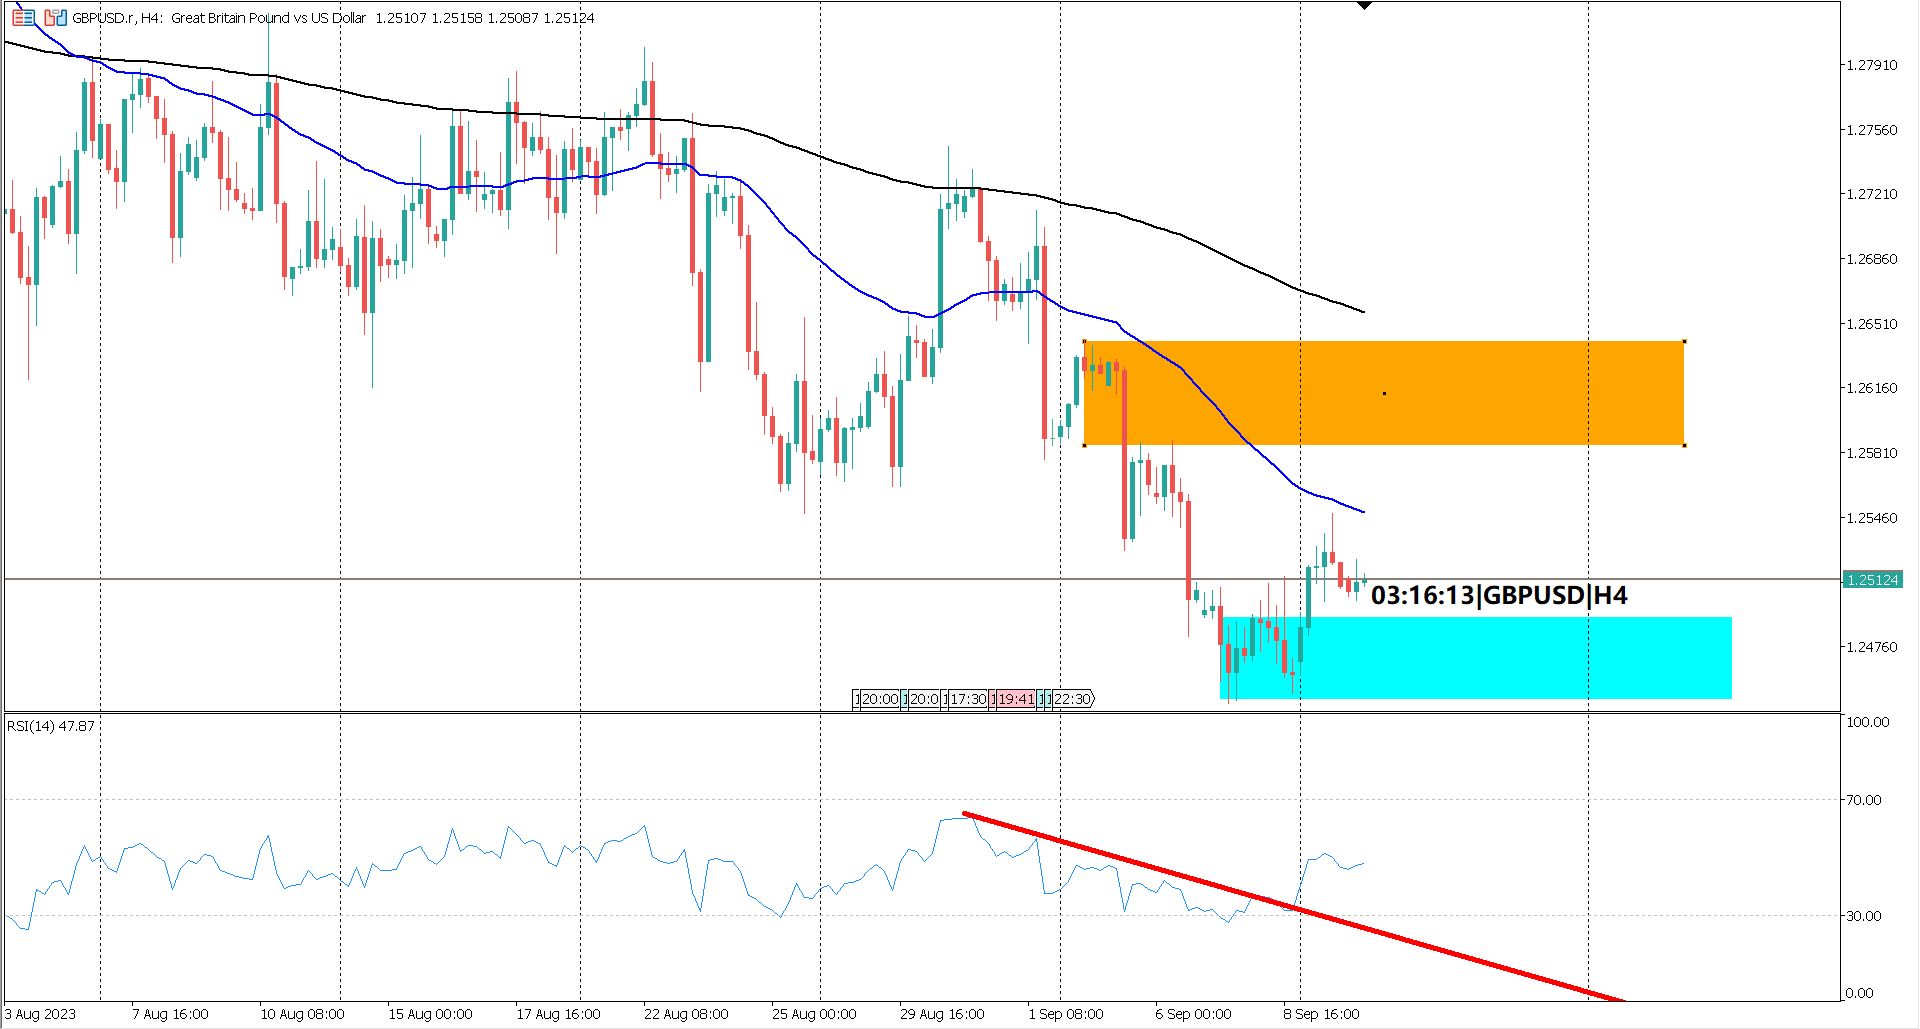 GBPUSD.r, H4: Great Britain Pound vs US Dollar 1.25107 1.25158 1.25087 1.25124
1.27910
1.27560
1.27210
1.26860
1.26510
1.26160
1.25810
1.25460
1.25124
03:16:13|GBPUSD|H4
1.24760
20:00 20:0 17:30 19:41 22:30
RSI(14) 47.87
100.00
70.00
30.00
0.00
3 Aug 2023 7 Aug 16:00 10 Aug 08:00 15 Aug 00:00 17 Aug 16:00 22 Aug 08:00 25 Aug 00:00 29 Aug 16:00 1 Sep 08:00 6 Sep 00:00 8 Sep 16:00